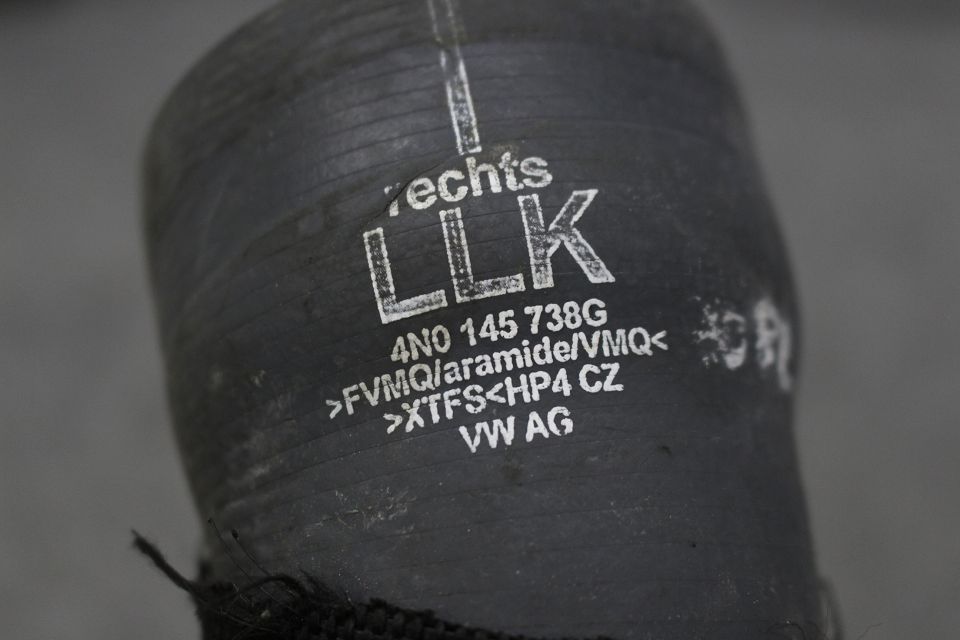 rechts
LLK
4N0 145 738G
>FVMQ/aramide/VMQ<
>XTFS<HP4 CZ
VW AG